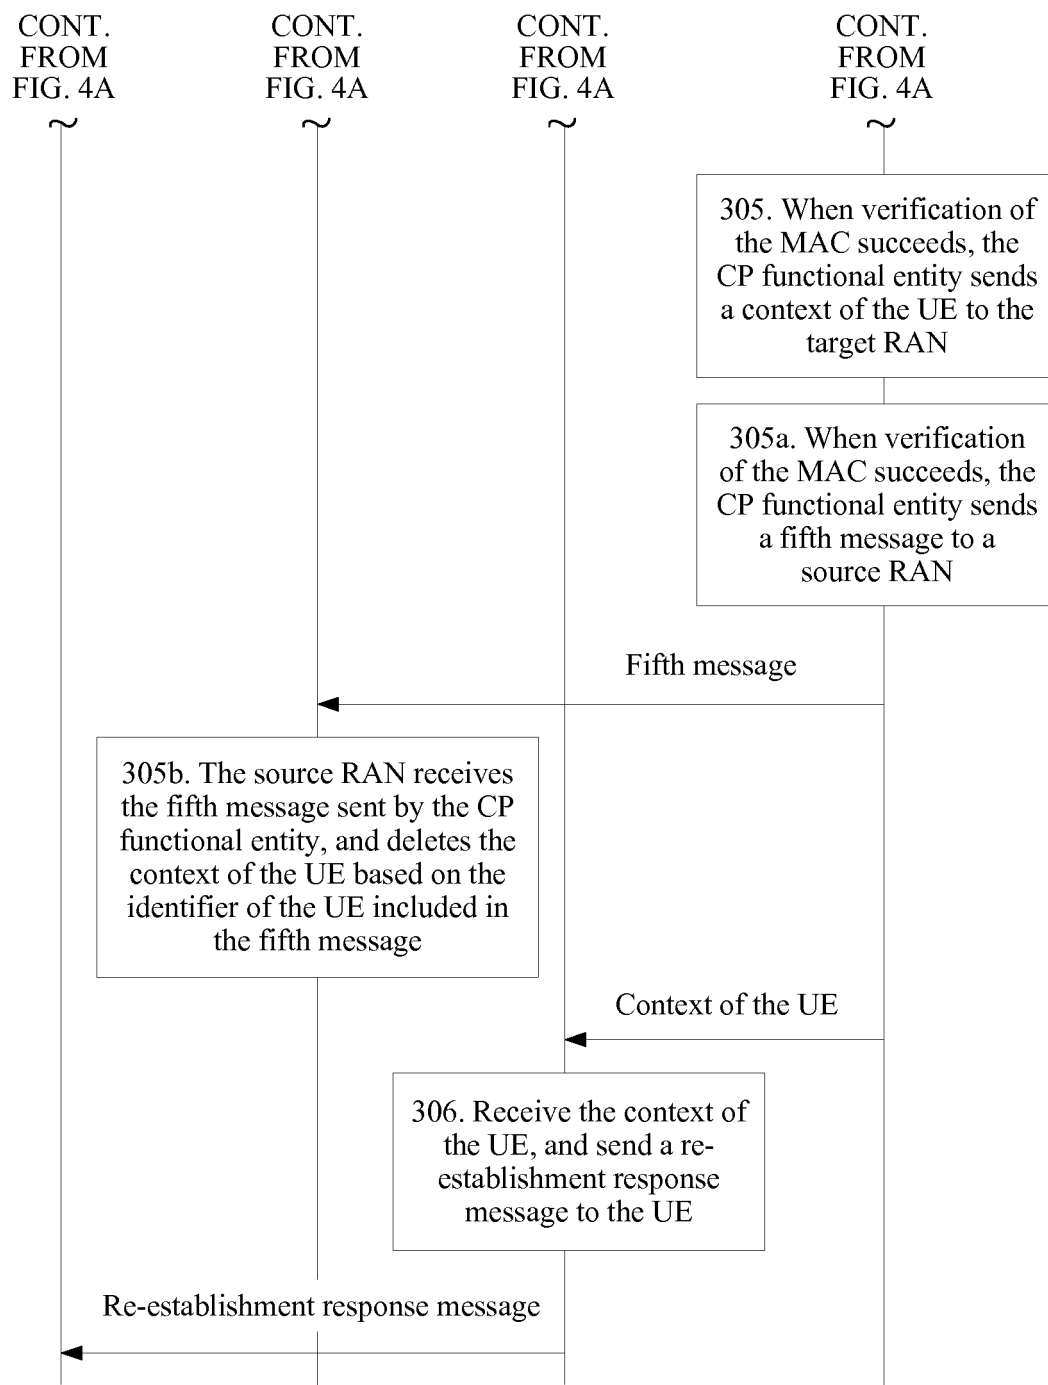 CONT.
FROM
FIG. 4A
CONT.
FROM
FIG. 4A
CONT.
FROM
FIG. 4A
CONT.
FROM
FIG. 4A
305. When verification of
the MAC succeeds, the
CP functional entity sends
a context of the UE to the
target RAN
305a. When verification
of the MAC succeeds, the
CP functional entity sends
a fifth message to a
source RAN
Fifth message
305b. The source RAN receives
the fifth message sent by the CP
functional entity, and deletes the
context of the UE based on the
identifier of the UE included in
the fifth message
Context of the UE
306. Receive the context of
the UE, and send a re-
establishment response
message to the UE
Re-establishment response message